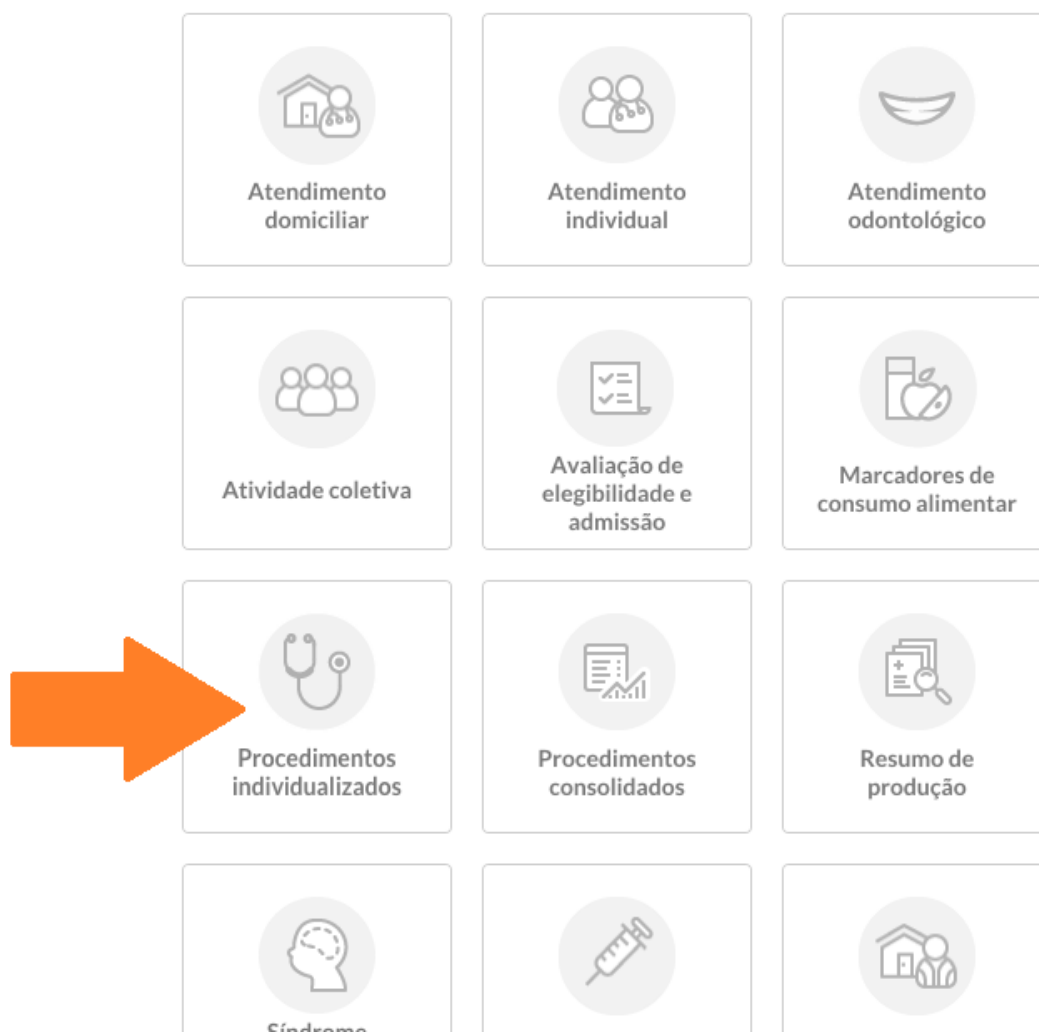 Atendimento
domiciliar
Atendimento
individual
Atendimento
odontológico
Atividade coletiva
Avaliação de
elegibilidade e
admissão
Marcadores de
consumo alimentar
Procedimentos
individualizados
Procedimentos
consolidados
Resumo de
produção
Síndrome